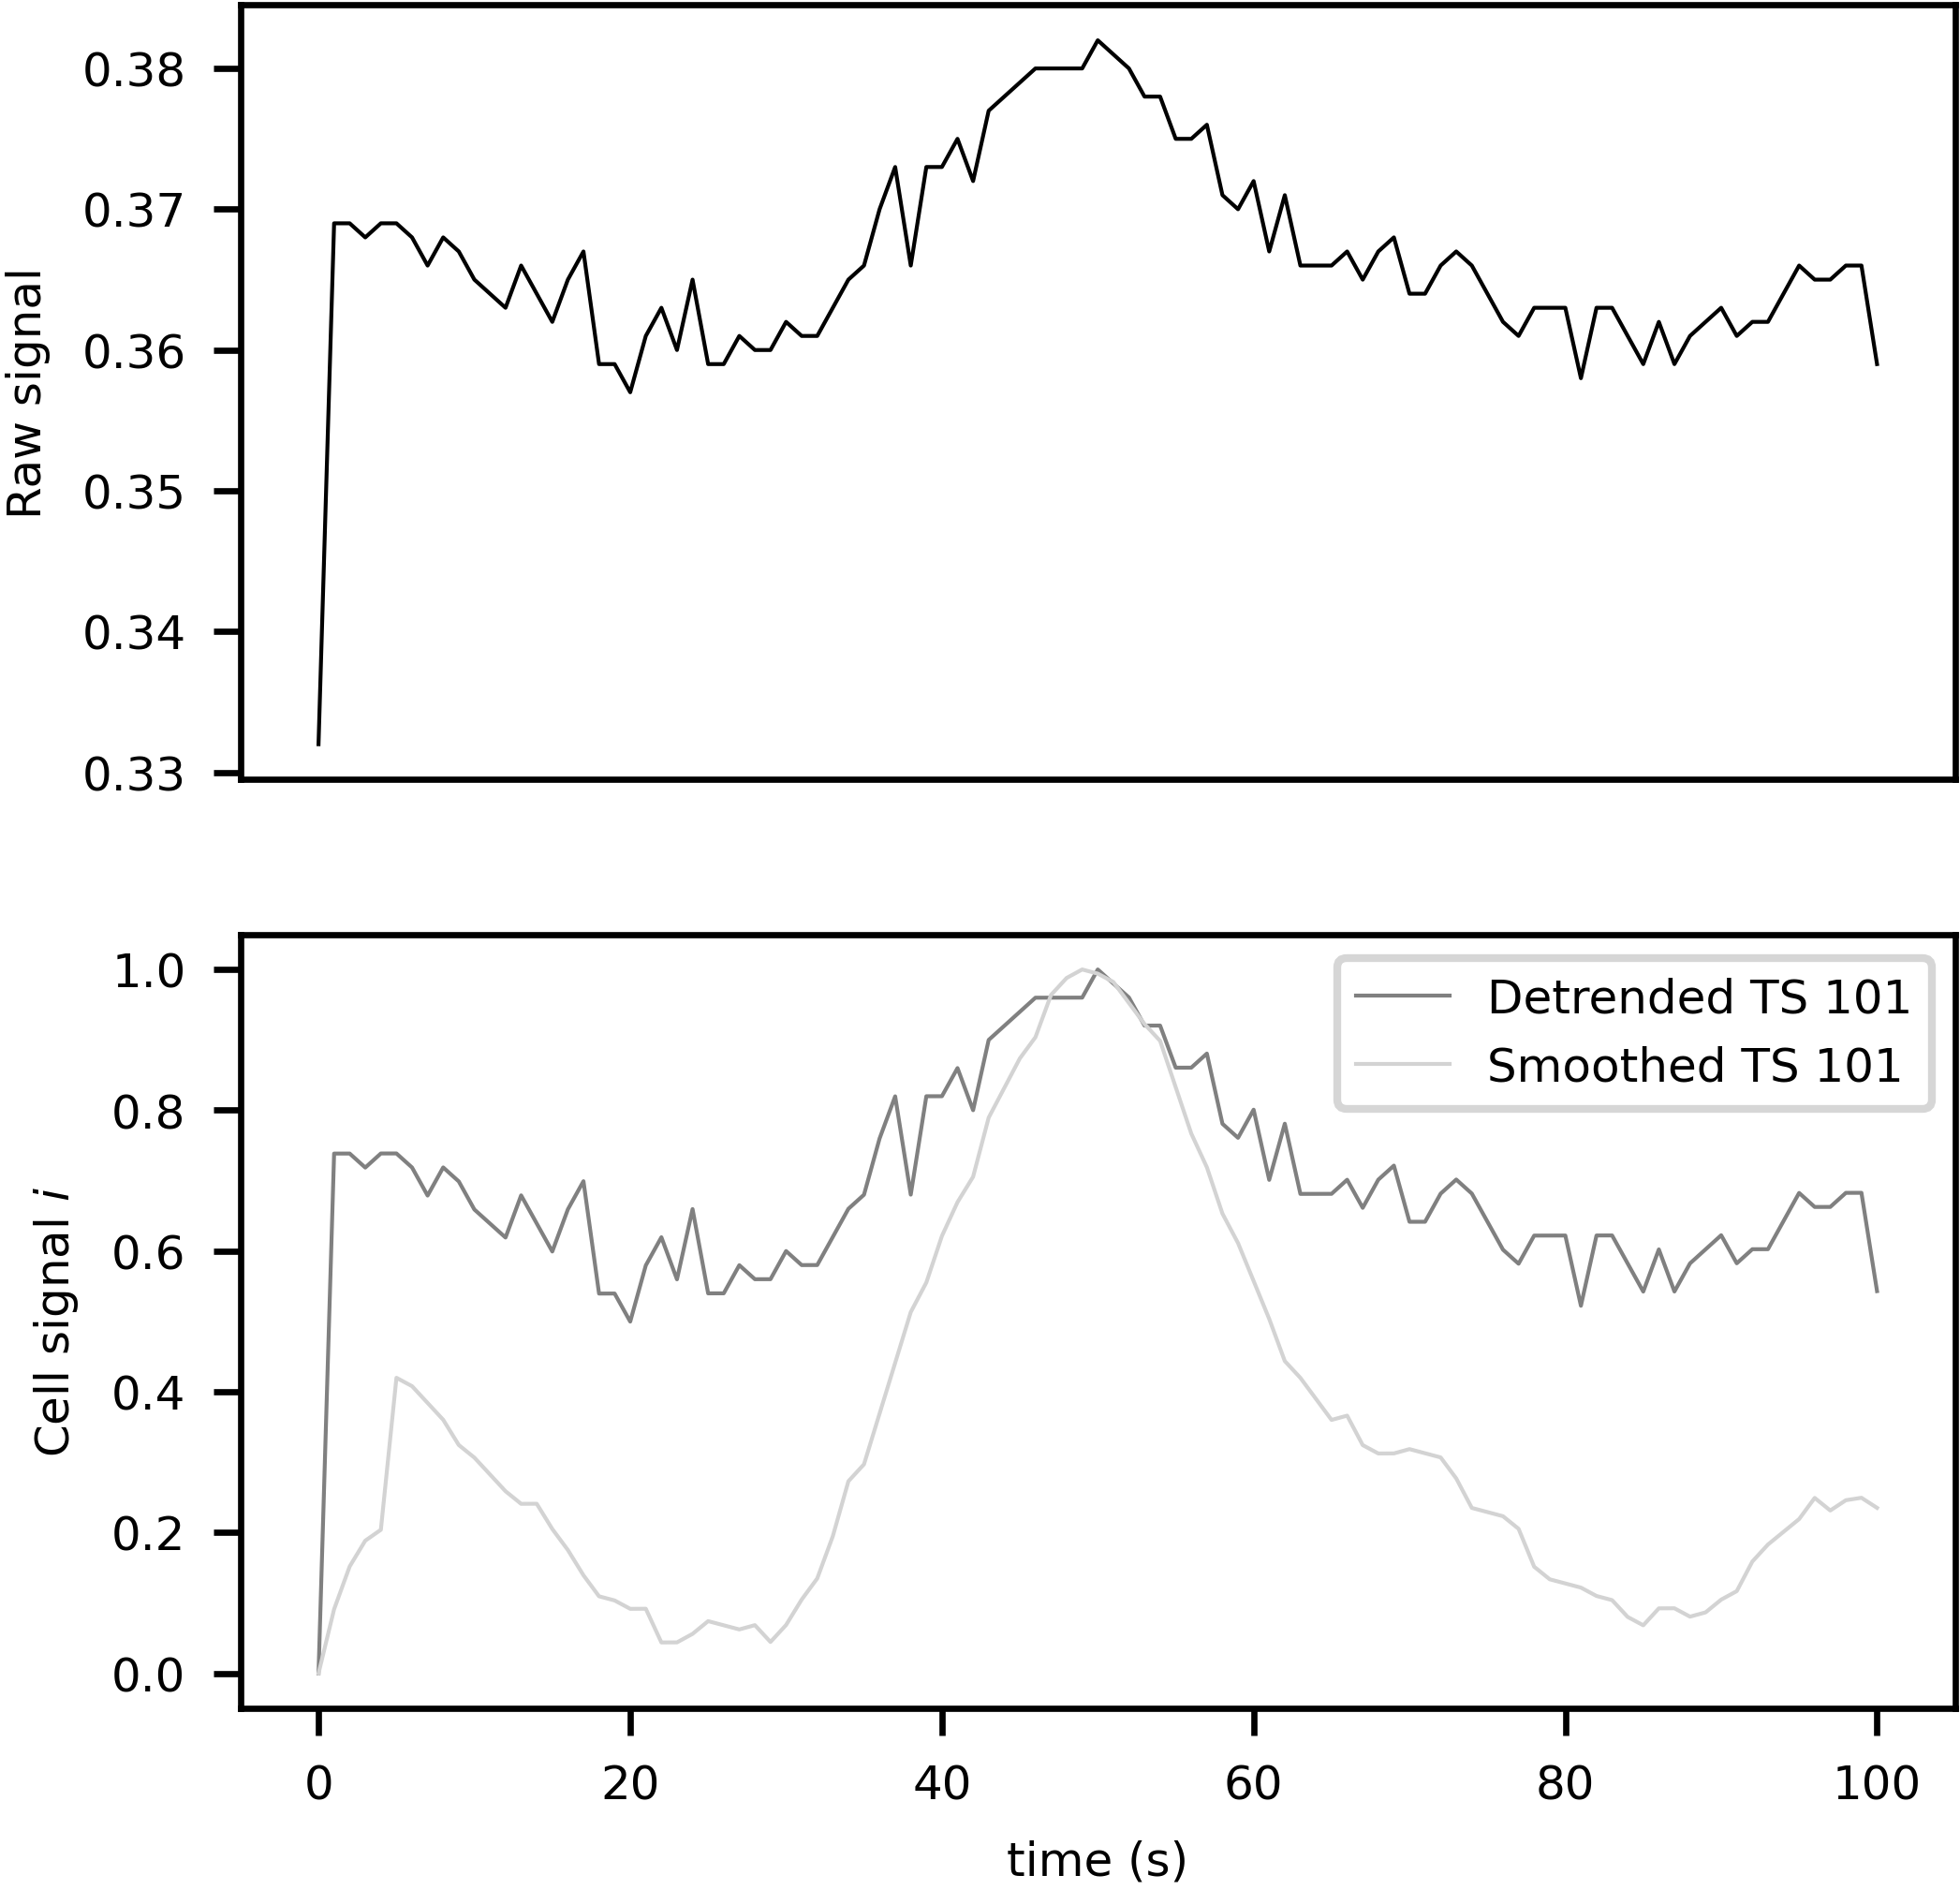 0.38
0.37
0.36
0.35
0.34
0.33
Raw signal
1.0
0.8
0.6
0.4
0.2
0.0
Cell signal i
Detrended TS 101
Smoothed TS 101
0 20 40 60 80 100
time (s)